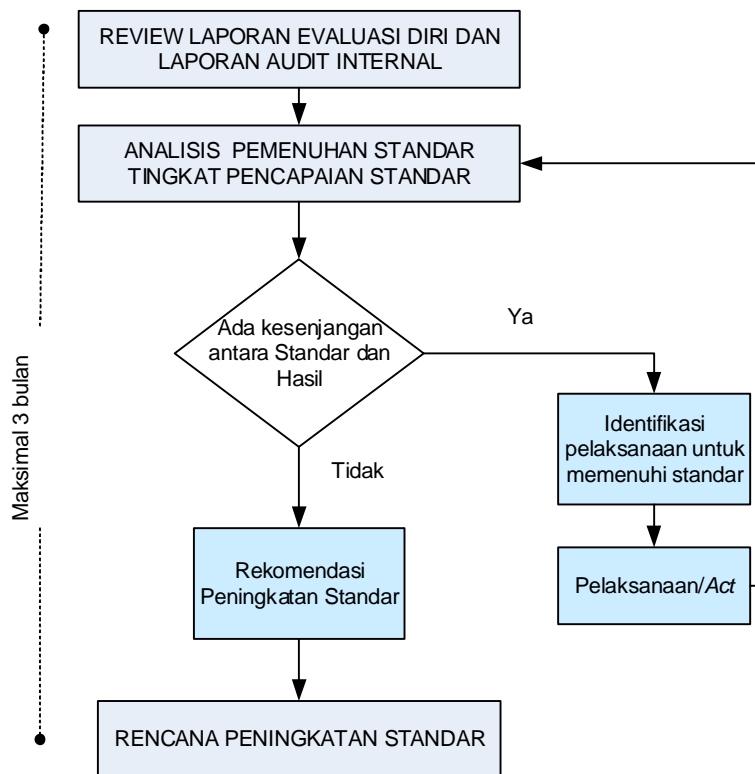 REVIEW LAPORAN EVALUASI DIRI DAN
LAPORAN AUDIT INTERNAL
ANALISIS PEMENUHAN STANDAR
TINGKAT PENCAPAIAN STANDAR
Ada kesenjangan
antara Standar dan
Hasil
Ya
Identifikasi
pelaksanaan untuk
memenuhi standar
Pelaksanaan/Act
Tidak
Rekomendasi
Peningkatan Standar
RENCANA PENINGKATAN STANDAR
Maksimal 3 bulan